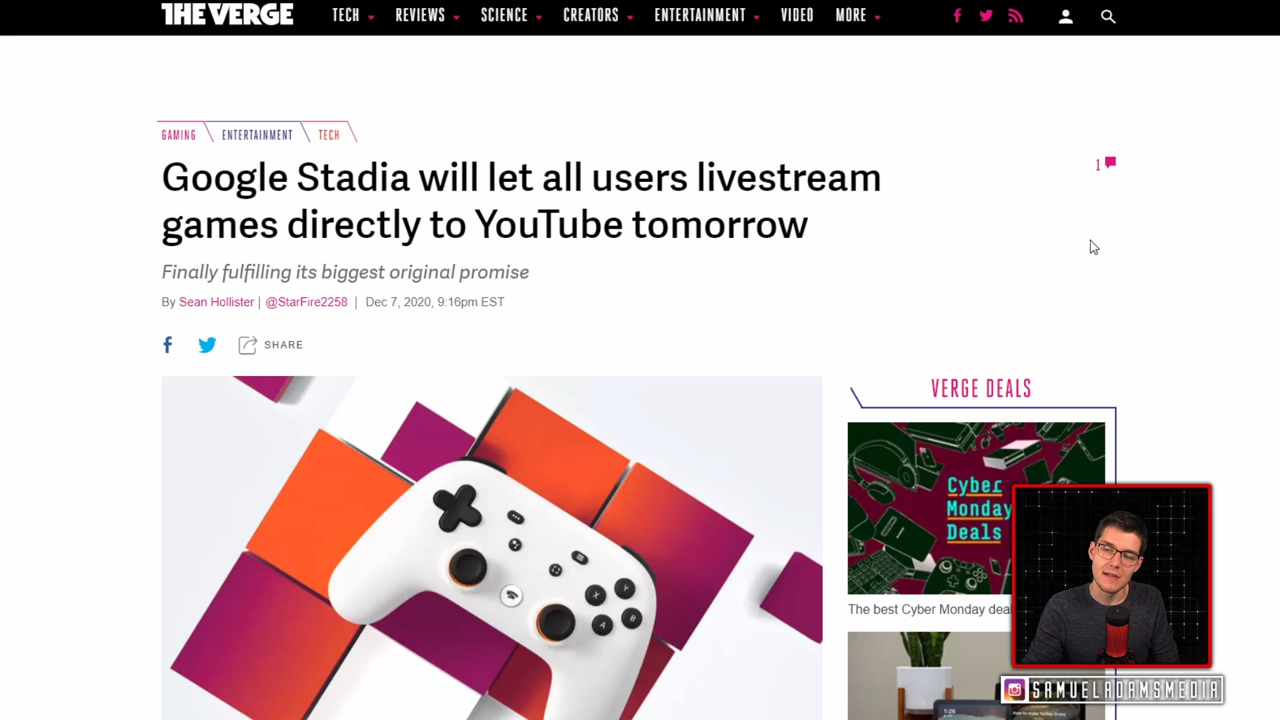 THE VERGE
TECH REVIEWS SCIENCE CREATORS ENTERTAINMENT VIDEO MORE
GAMING ENTERTAINMENT TECH
Google Stadia will let all users livestream
games directly to YouTube tomorrow
1
Finally fulfilling its biggest original promise
By Sean Hollister | @StarFire2258 | Dec 7, 2020, 9:16pm EST
SHARE
VERGE DEALS
Cyber
Monday
Deals
X Y A B
The best Cyber Monday deal
SAMUELADAMSMEDIA